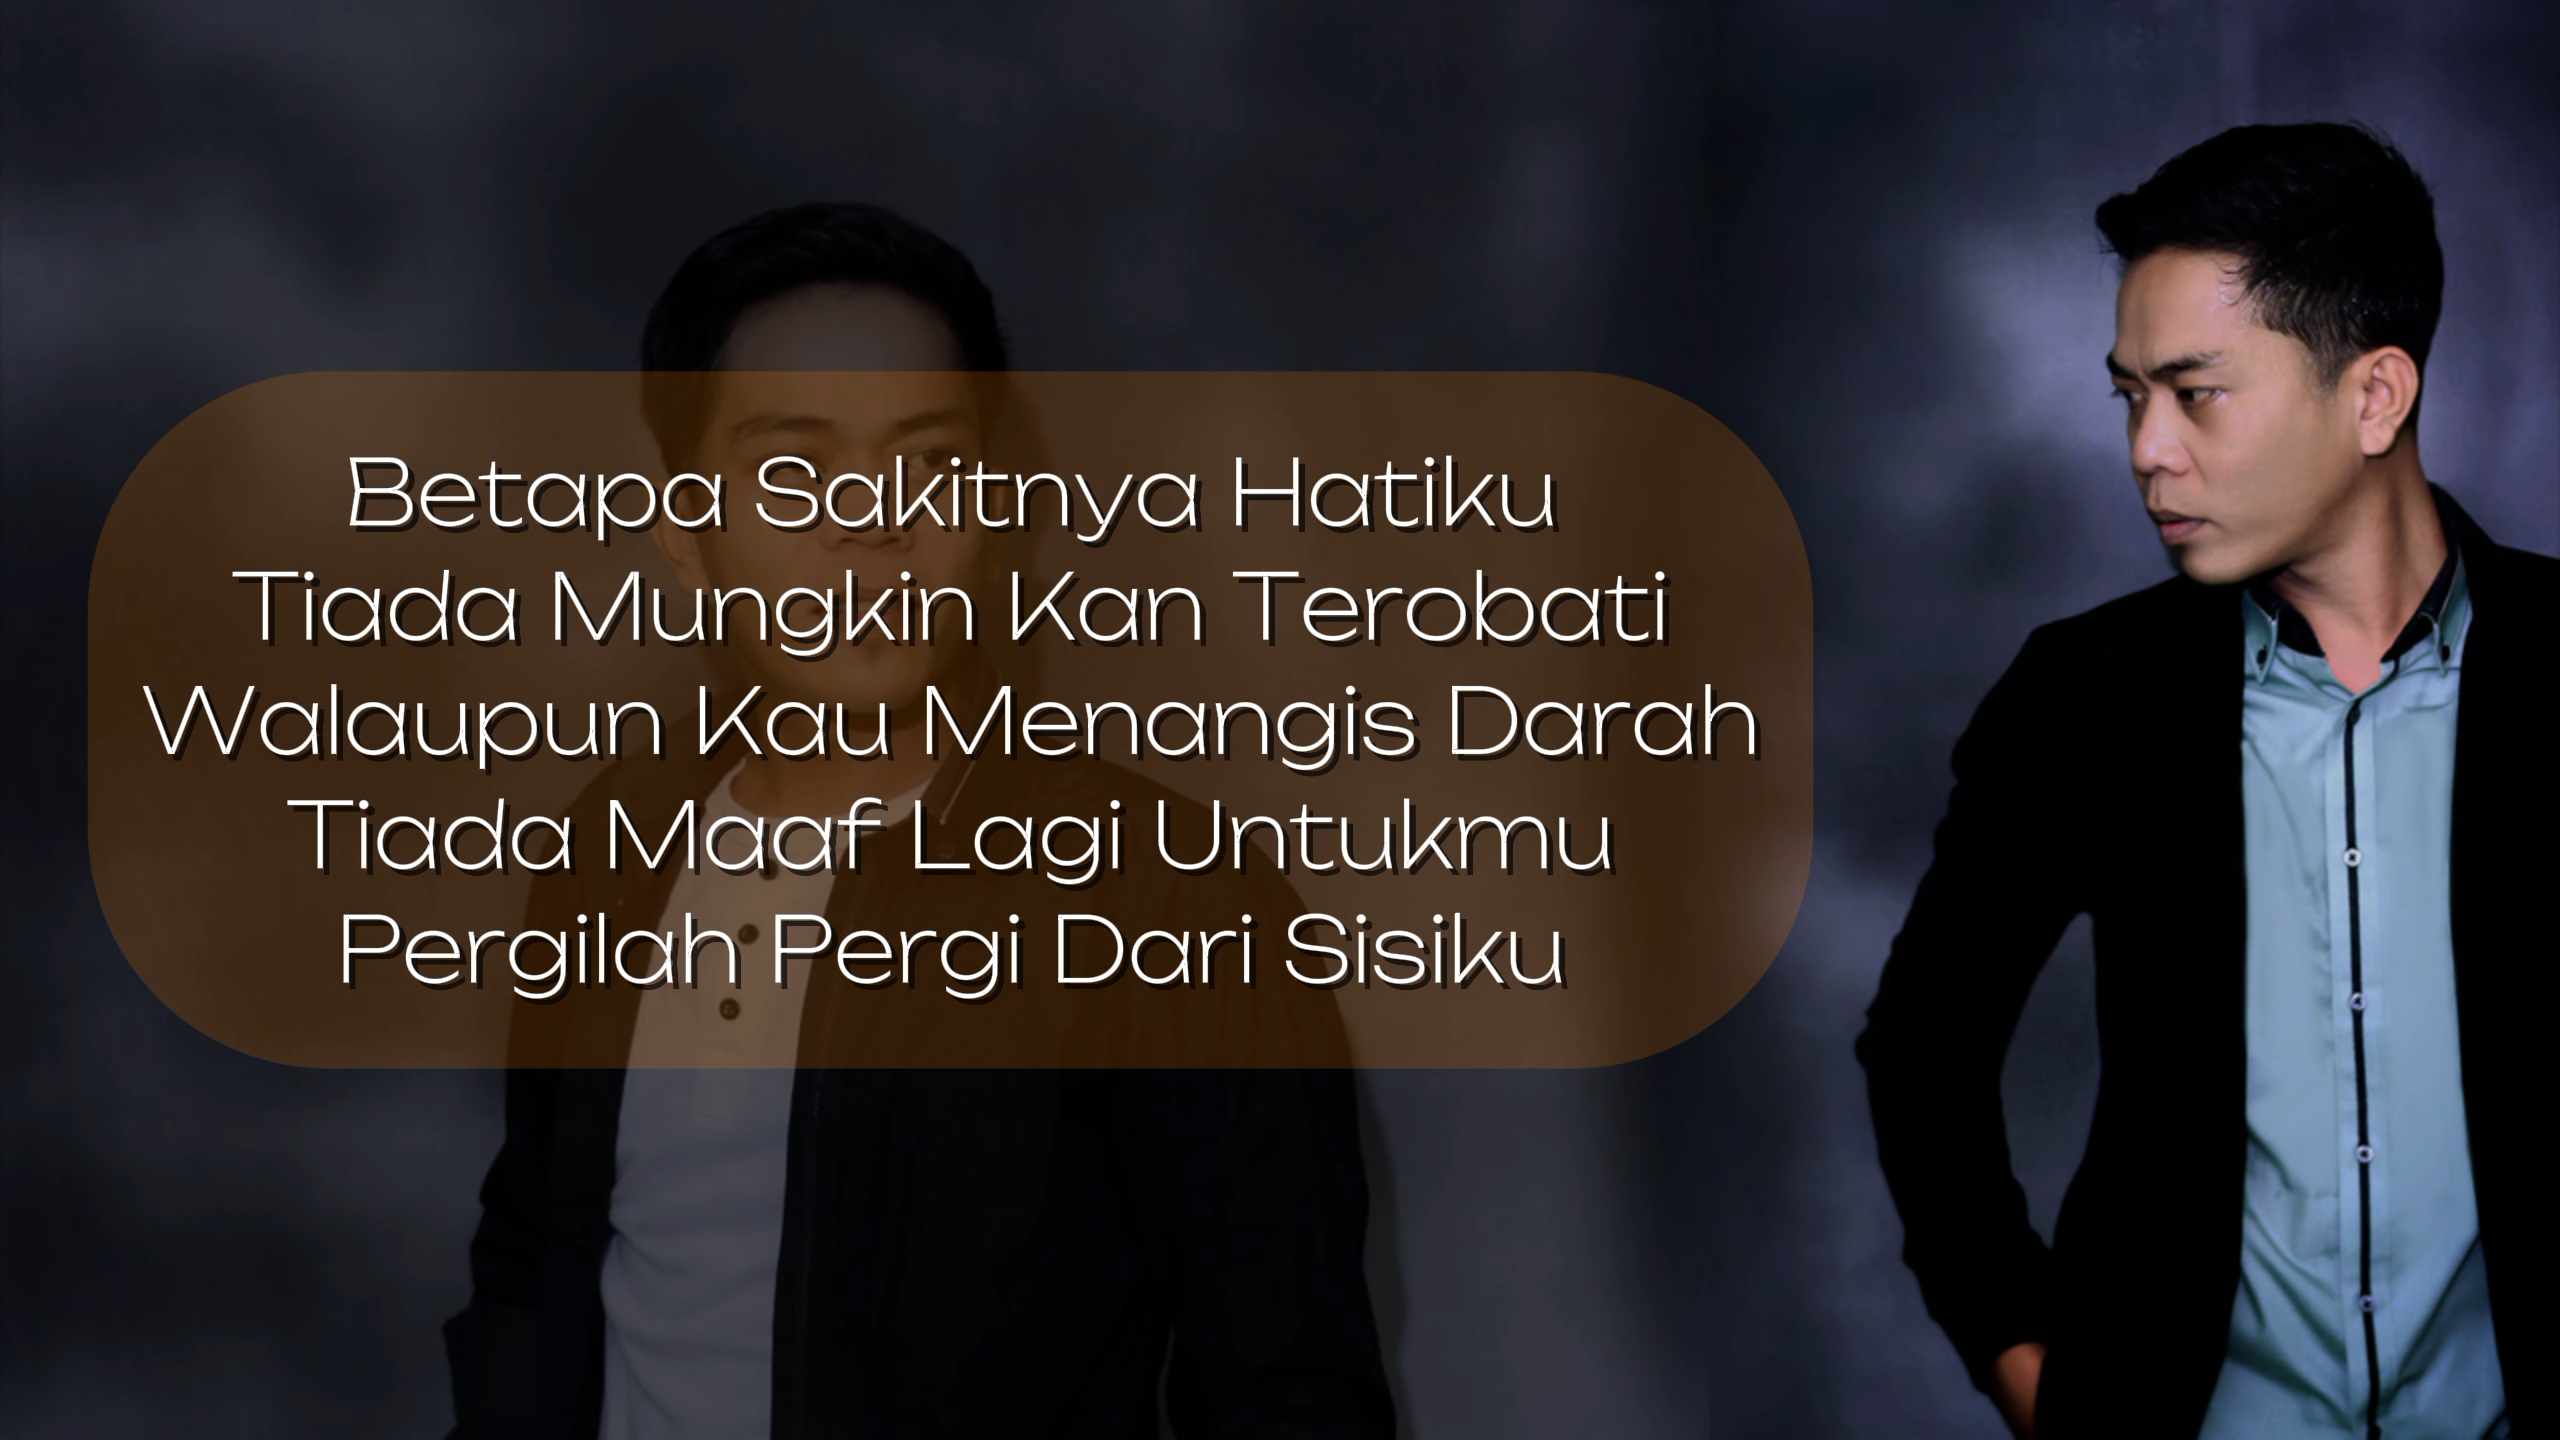 Betapa Sakitnya Hatiku
Tiada Mungkin Kan Terobati
Walaupun Kau Menangis Darah
Tiada Maaf Lagi Untukmu
Pergilah Pergi Dari Sisiku